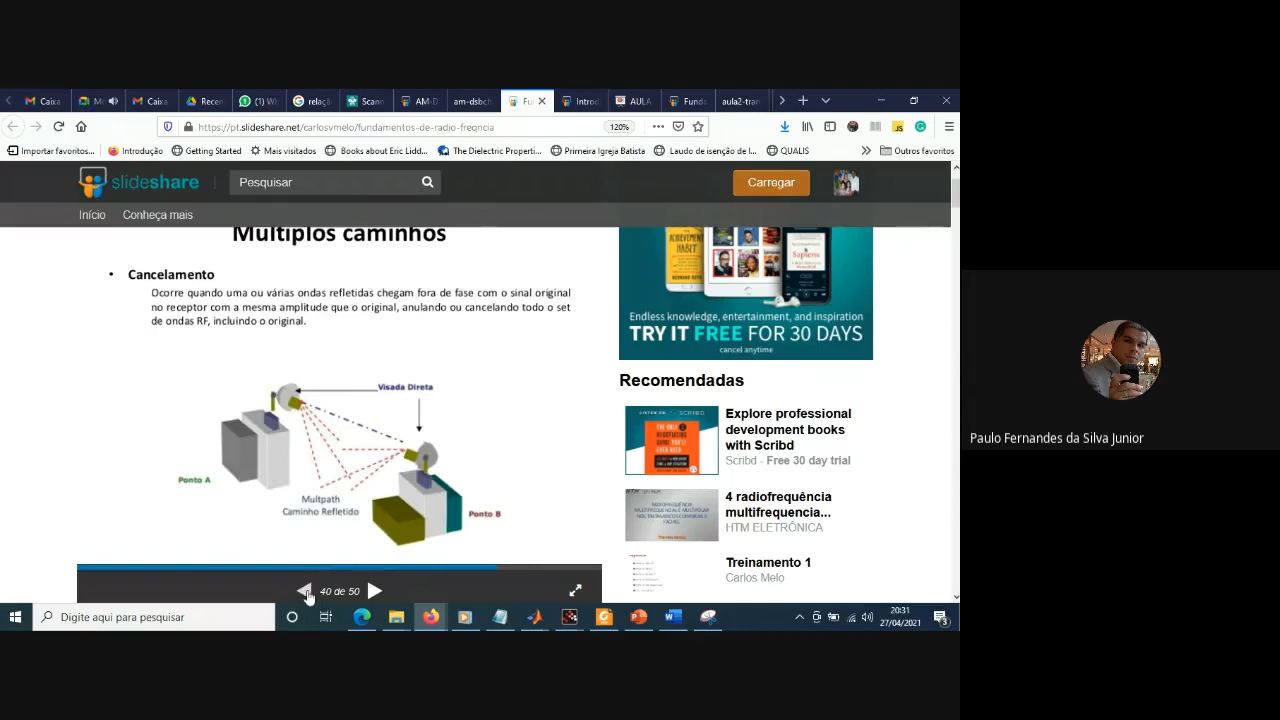 Caixa
Me
Caixa
Recen
(1) W
relaçã
Scann
AM-D
am-dsbch
Fu
Introd
AULA
Funda
aula2-tran
https://pt.slideshare.net/carlosvmelo/fundamentos-de-radio-freqncia
120%
Importar favoritos...
Introdução
Getting Started
Mais visitados
Books about Eric Lidd...
The Dielectric Properti...
Primeira Igreja Batista
Laudo de isenção de I...
QUALIS
Outros favoritos
slideshare
Pesquisar
Carregar
Início
Conheça mais
Múltiplos caminhos
• Cancelamento
Ocorre quando uma ou várias ondas refletidas chegam fora de fase com o sinal original
no receptor com a mesma amplitude que o original, anulando ou cancelando todo o set
de ondas RF, incluindo o original.
Visada Direta
Ponto A
Multpath
Caminho Refletido
Ponto B
40 de 50
ACHIEVEMENT
HABIT
Sapiens
Endless knowledge, entertainment, and inspiration
TRY IT FREE FOR 30 DAYS
cancel anytime
Recomendadas
Explore professional
development books
with Scribd
Scribd - Free 30 day trial
4 radiofrequência
multifrequencia...
HTM ELETRÔNICA
Treinamento 1
Carlos Melo
Paulo Fernandes da Silva Junior
Digite aqui para pesquisar
20:31
27/04/2021
3